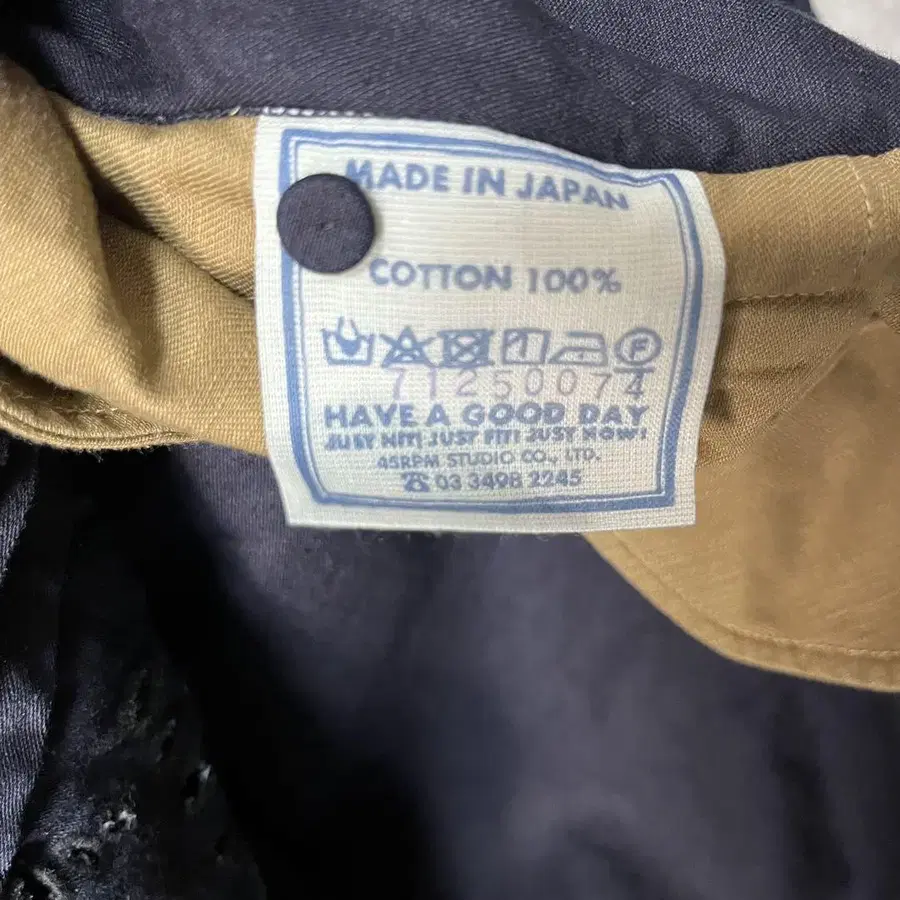 MADE IN JAPAN
COTTON 100%
F
71250074
HAVE A GOOD DAY
JUST JUST FIT! JUST NOW!
45RPM STUDIO CO., LTD.
☎ 03 3498 2245